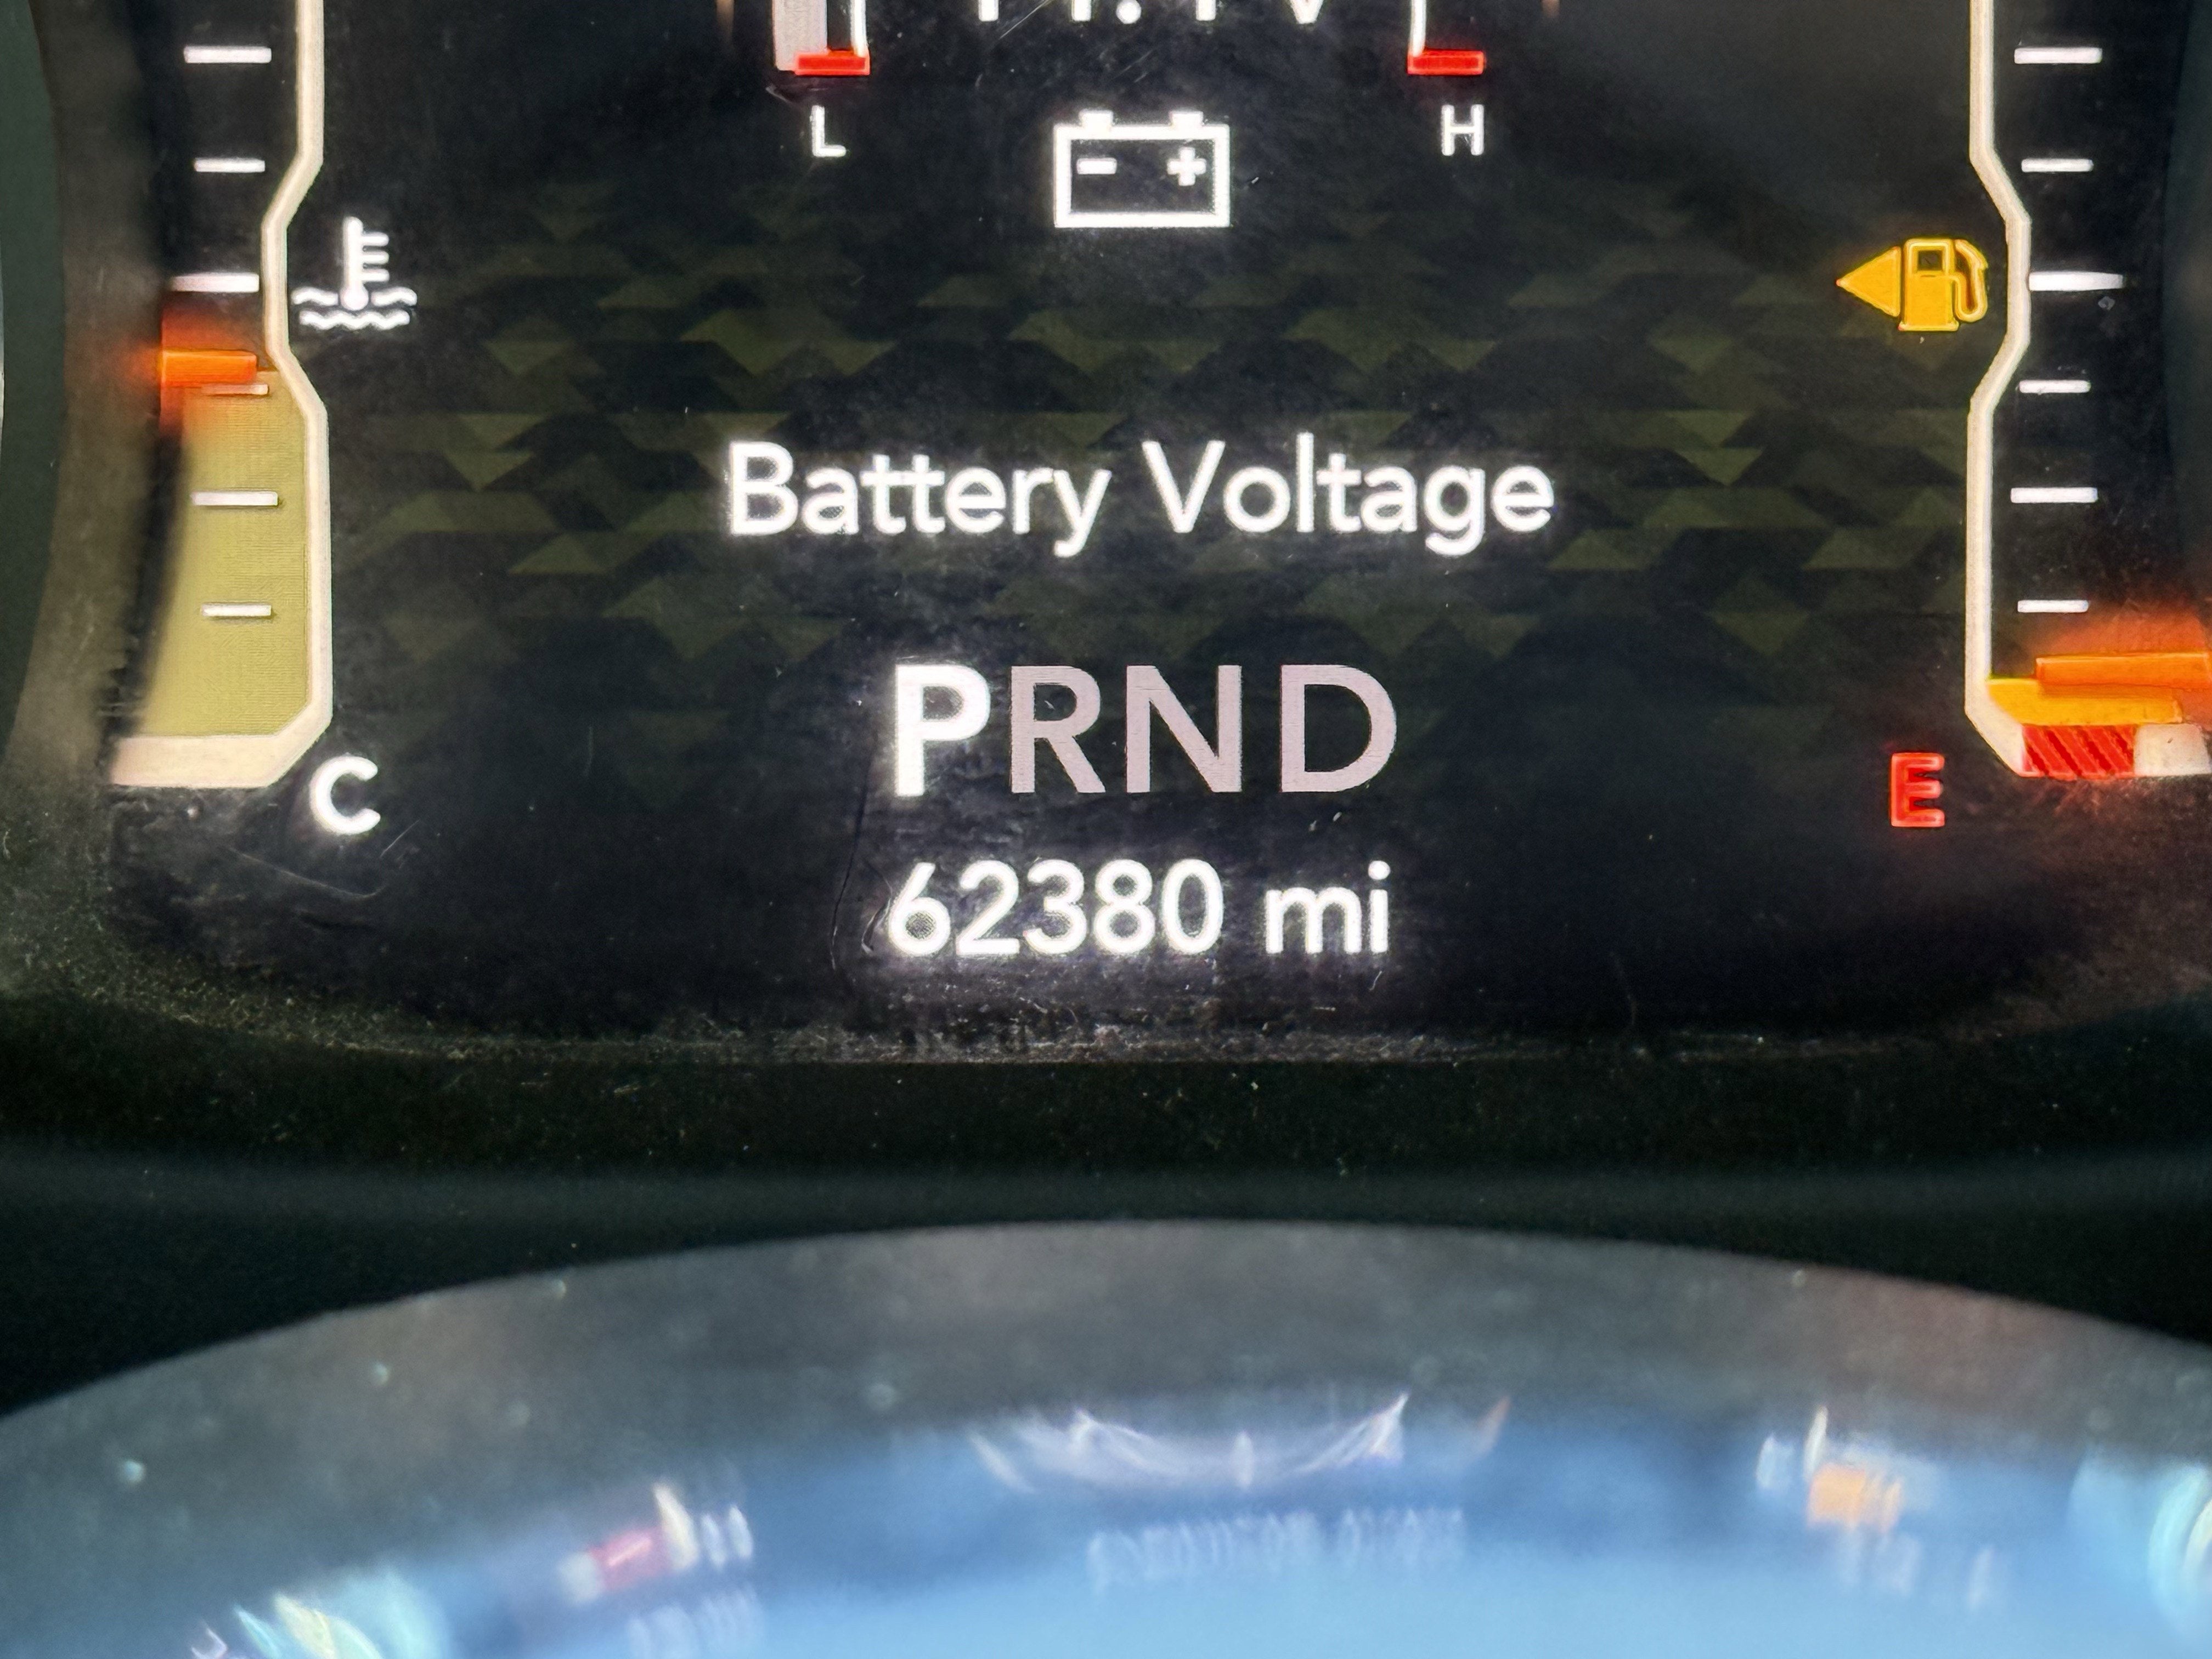 L H
- +
Battery Voltage
PRND
C E
62380 mi